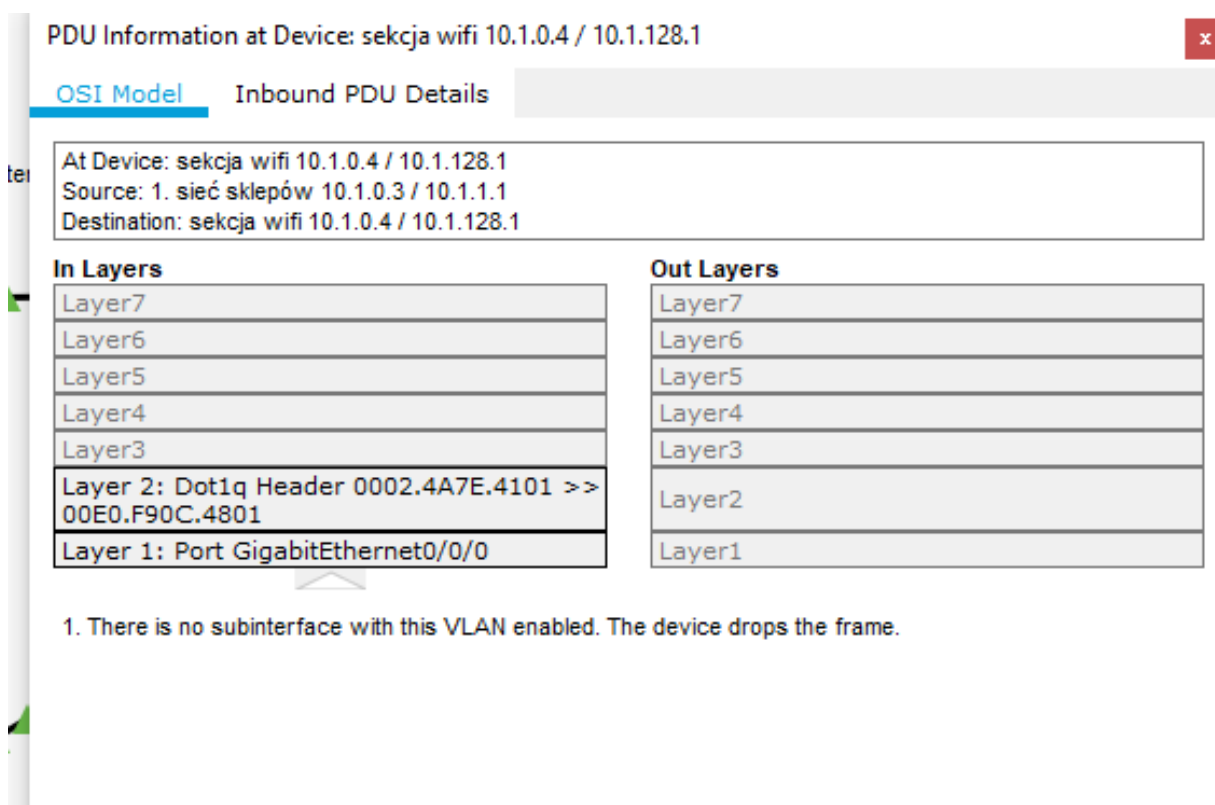 PDU Information at Device: sekcja wifi 10.1.0.4 / 10.1.128.1
x
OSI Model Inbound PDU Details
At Device: sekcja wifi 10.1.0.4 / 10.1.128.1
Source: 1. sieć sklepów 10.1.0.3 / 10.1.1.1
Destination: sekcja wifi 10.1.0.4 / 10.1.128.1
In Layers
Layer7
Layer6
Layer5
Layer4
Layer3
Layer 2: Dot1q Header 0002.4A7E.4101 >>
00E0.F90C.4801
Layer 1: Port GigabitEthernet0/0/0
Out Layers
Layer7
Layer6
Layer5
Layer4
Layer3
Layer2
Layer1
1. There is no subinterface with this VLAN enabled. The device drops the frame.